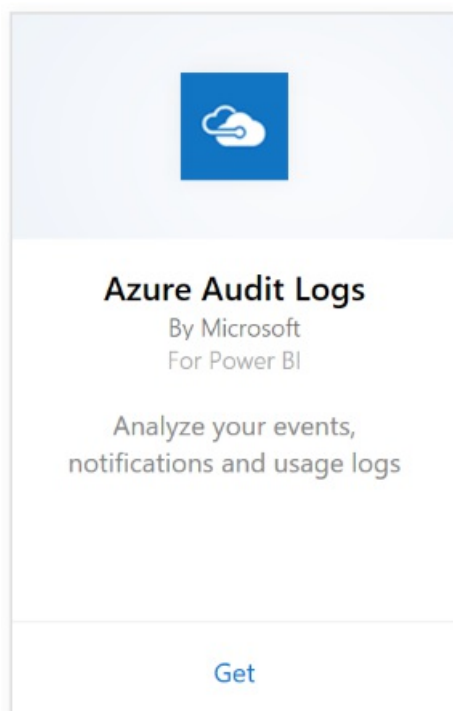 Azure Audit Logs
By Microsoft
For Power BI
Analyze your events,
notifications and usage logs
Get